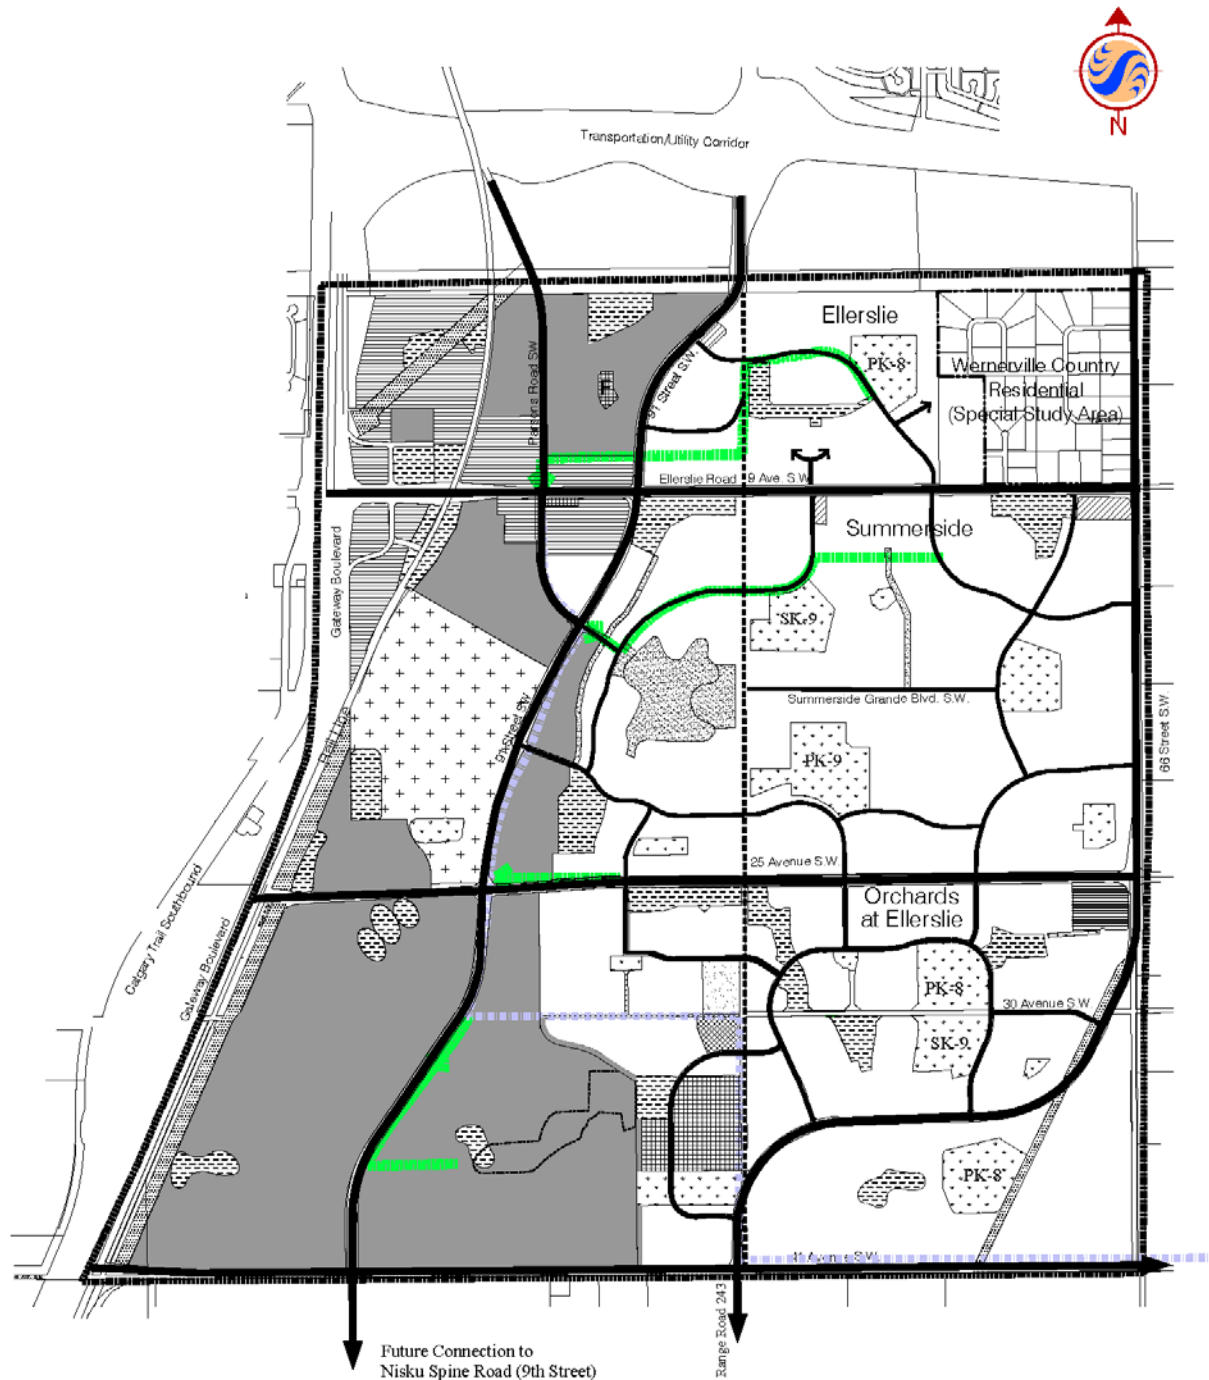 N
Transportation/Utility Corridor
Ellerslie
PK-8
Wernerville Country
Residential
(Special Study Area)
Parsons Road SW
91 Street S.W.
F
Ellerslie Road 9 Ave. S.W.
Summerside
Gateway Boulevard
SK-9
Summerside Grande Blvd. S.W.
66 Street S.W.
Rail Line
91 Street SW
PK-9
25 Avenue S.W.
Orchards
at Ellerslie
Calgary Trail Southbound
Gateway Boulevard
PK-8
30 Avenue S.W.
SK-9
PK-8
41 Avenue S.W.
Range Road 243
Future Connection to
Nisku Spine Road (9th Street)